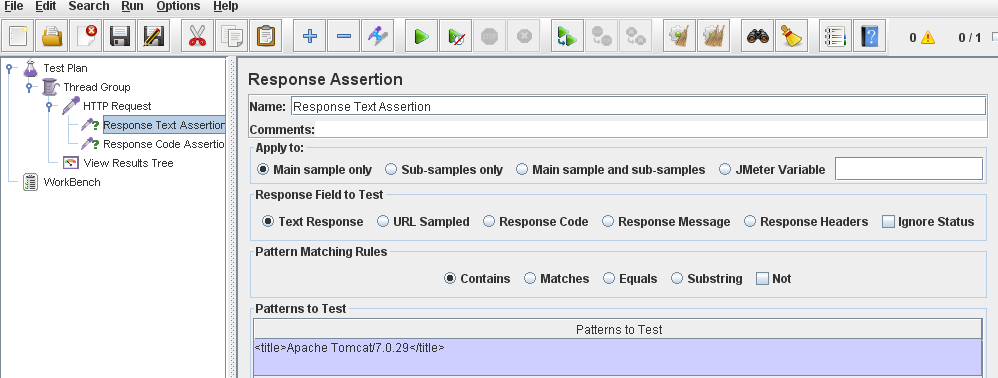 File Edit Search Run Options Help
0 0 / 1
Test Plan
Thread Group
HTTP Request
Response Text Assertion
Response Code Assertio
View Results Tree
WorkBench
Response Assertion
Name: Response Text Assertion
Comments:
Apply to:
Main sample only Sub-samples only Main sample and sub-samples JMeter Variable
Response Field to Test
Text Response URL Sampled Response Code Response Message Response Headers Ignore Status
Pattern Matching Rules
Contains Matches Equals Substring Not
Patterns to Test
Patterns to Test
<title>Apache Tomcat/7.0.29</title>